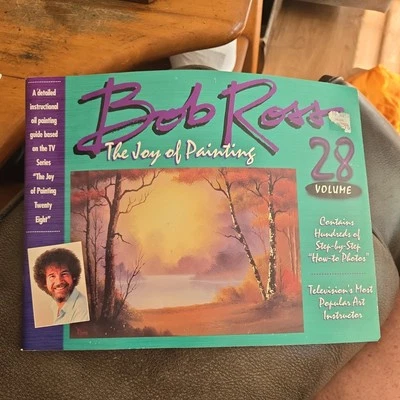 Bob Ross
The Joy of Painting
28
VOLUME
A detailed
instructional
oil painting
guide based
on the TV
Series
"The Joy
of Painting
Twenty
Eight"
Contains
Hundreds of
Step-by-Step
"How-to Photos"
Television's Most
Popular Art
Instructor